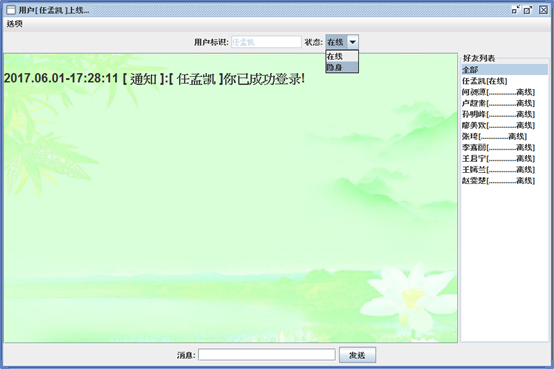 用户[任孟凯]上线...
选项
用户标识: 任孟凯 状态: 在线
在线
隐身
好友列表
2017.06.01-17:28:11 [ 通知 ]:[ 任孟凯 ]你已成功登录!
全部
任孟凯[在线]
何昶源[..............离线]
卢超素[..............离线]
孙明峰[..............离线]
廖美欢[..............离线]
张琦[..............离线]
李嘉丽[..............离线]
王君宁[..............离线]
王婉兰[..............离线]
赵雯楚[..............离线]
消息: 发送